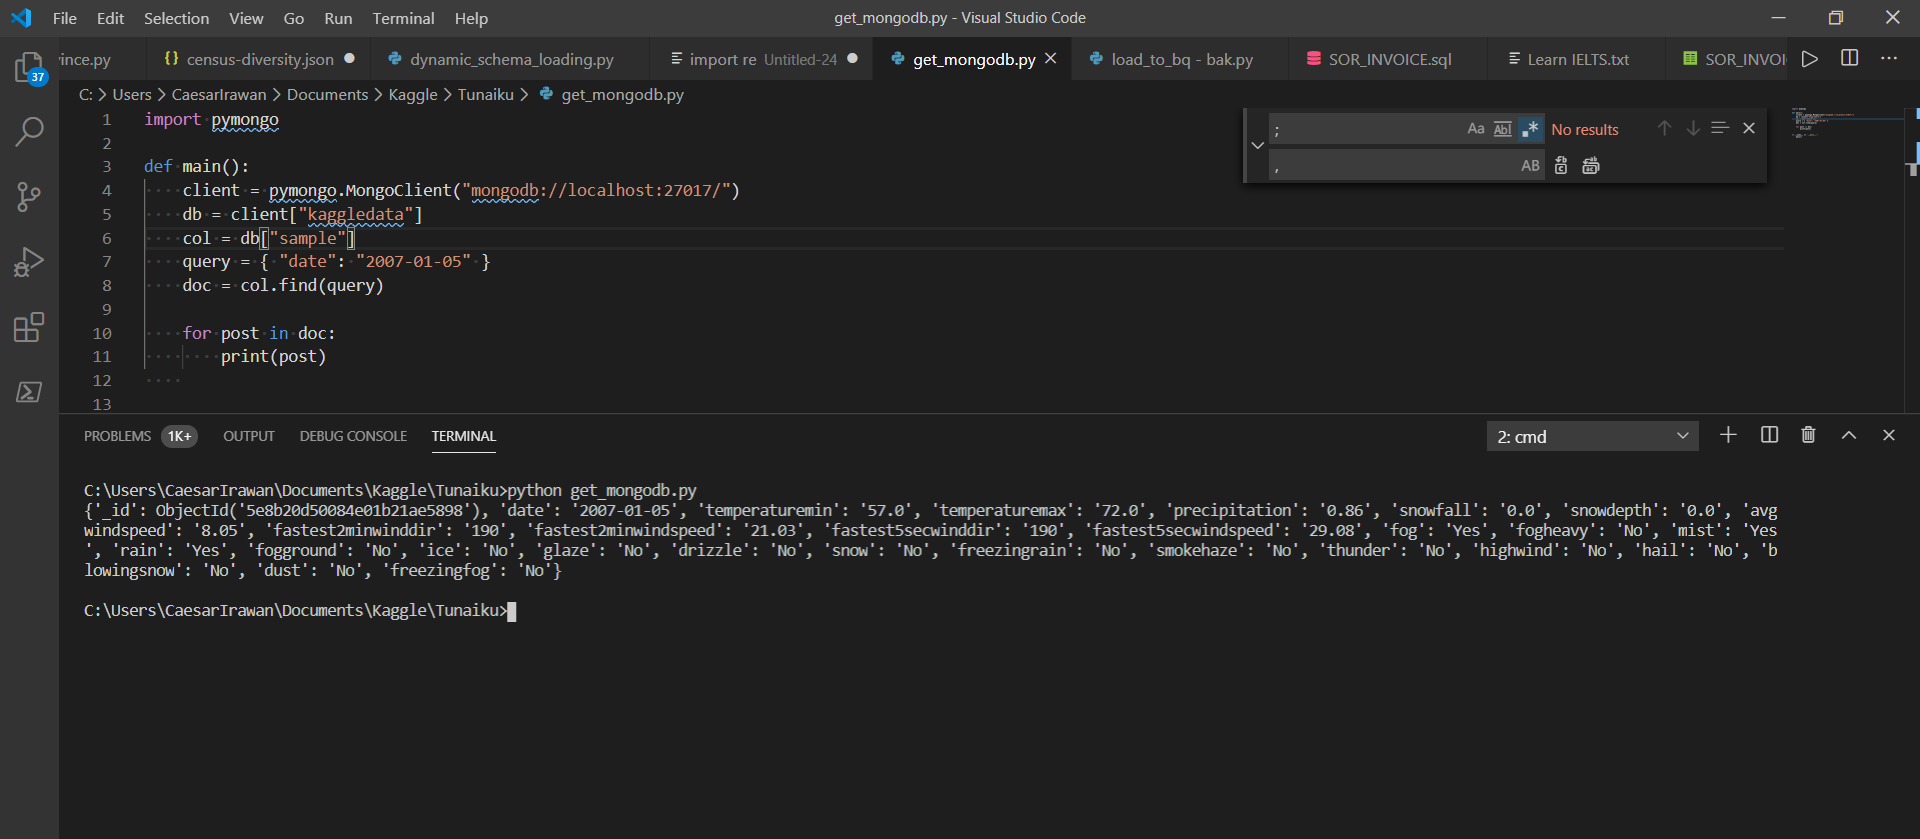 File Edit Selection View Go Run Terminal Help
get_mongodb.py - Visual Studio Code
vince.py
{} census-diversity.json
dynamic_schema_loading.py
import re Untitled-24
get_mongodb.py
load_to_bq - bak.py
SOR_INVOICE.sql
Learn IELTS.txt
SOR_INVOI
37
C: > Users > CaesarIrawan > Documents > Kaggle > Tunaiku > get_mongodb.py
; Aa Abl .* No results
, AB
1 import pymongo
2
3 def main():
4 client = pymongo.MongoClient("mongodb://localhost:27017/")
5 db = client["kaggledata"]
6 col = db["sample"]
7 query = { "date": "2007-01-05" }
8 doc = col.find(query)
9
10 for post in doc:
11 print(post)
12
13
PROBLEMS 1K+ OUTPUT DEBUG CONSOLE TERMINAL
2: cmd
C:\Users\CaesarIrawan\Documents\Kaggle\Tunaiku>python get_mongodb.py
{'_id': ObjectId('5e8b20d50084e01b21ae5898'), 'date': '2007-01-05', 'temperaturemin': '57.0', 'temperaturemax': '72.0', 'precipitation': '0.86', 'snowfall': '0.0', 'snowdepth': '0.0', 'avg
windspeed': '8.05', 'fastest2minwinddir': '190', 'fastest2minwindspeed': '21.03', 'fastest5secwinddir': '190', 'fastest5secwindspeed': '29.08', 'fog': 'Yes', 'fogheavy': 'No', 'mist': 'Yes
', 'rain': 'Yes', 'fogground': 'No', 'ice': 'No', 'glaze': 'No', 'drizzle': 'No', 'snow': 'No', 'freezingrain': 'No', 'smokehaze': 'No', 'thunder': 'No', 'highwind': 'No', 'hail': 'No', 'b
lowingsnow': 'No', 'dust': 'No', 'freezingfog': 'No'}
C:\Users\CaesarIrawan\Documents\Kaggle\Tunaiku>